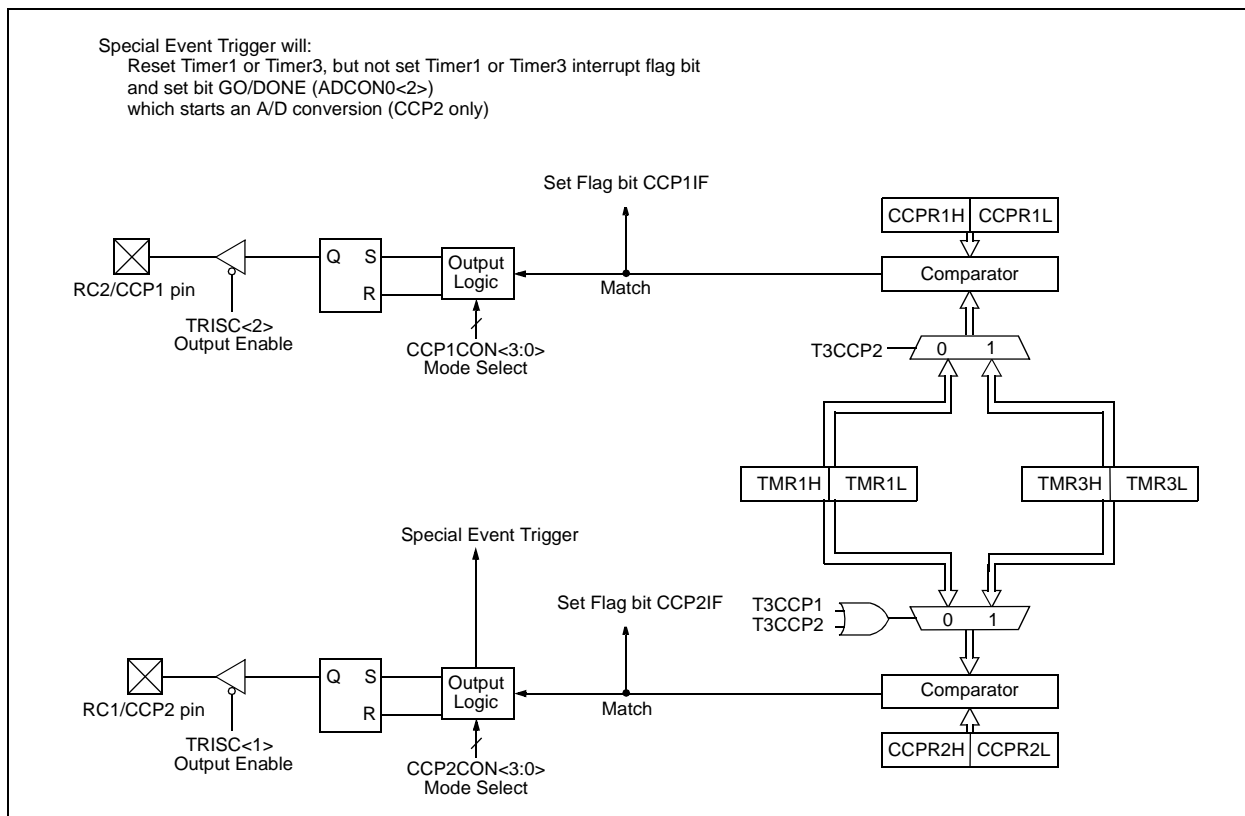 Special Event Trigger will:
Reset Timer1 or Timer3, but not set Timer1 or Timer3 interrupt flag bit
and set bit GO/DONE (ADCON0<2>)
which starts an A/D conversion (CCP2 only)
Set Flag bit CCP1IF
CCPR1H CCPR1L
Q S
R
Output
Logic
Comparator
RC2/CCP1 pin
Match
TRISC<2>
Output Enable
CCP1CON<3:0>
Mode Select
T3CCP2
0 1
TMR1H TMR1L
TMR3H TMR3L
Special Event Trigger
Set Flag bit CCP2IF
T3CCP1
T3CCP2
0 1
Q S
R
Output
Logic
Comparator
RC1/CCP2 pin
Match
TRISC<1>
Output Enable
CCP2CON<3:0>
Mode Select
CCPR2H CCPR2L